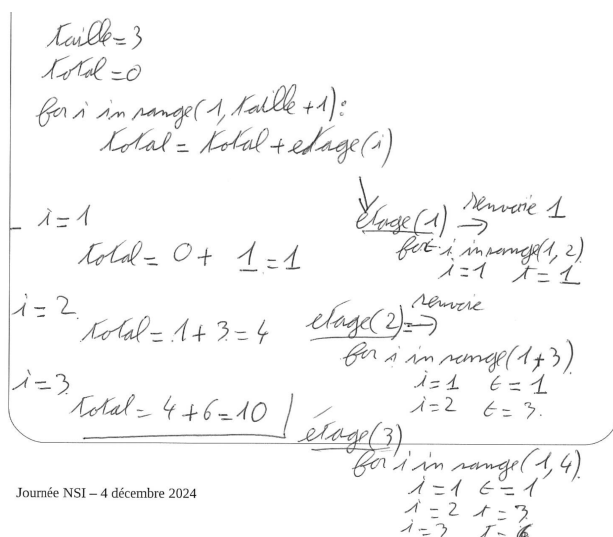 taille=3
total=0
for i in range(1, taille+1):
total = total + etage(i)
i=1
total = 0 + 1 = 1
étage(1) → renvoie 1
for i in range(1,2)
i=1 t=1
i=2
total = 1 + 3 = 4
etage(2) ⇒ renvoie
for i in range(1,3)
i=1 t=1
i=2 t=3.
i=3
total = 4 + 6 = 10
étage(3)
for i in range(1,4)
i=1 t=1
i=2 t=3
i=3 t=6
Journée NSI – 4 décembre 2024